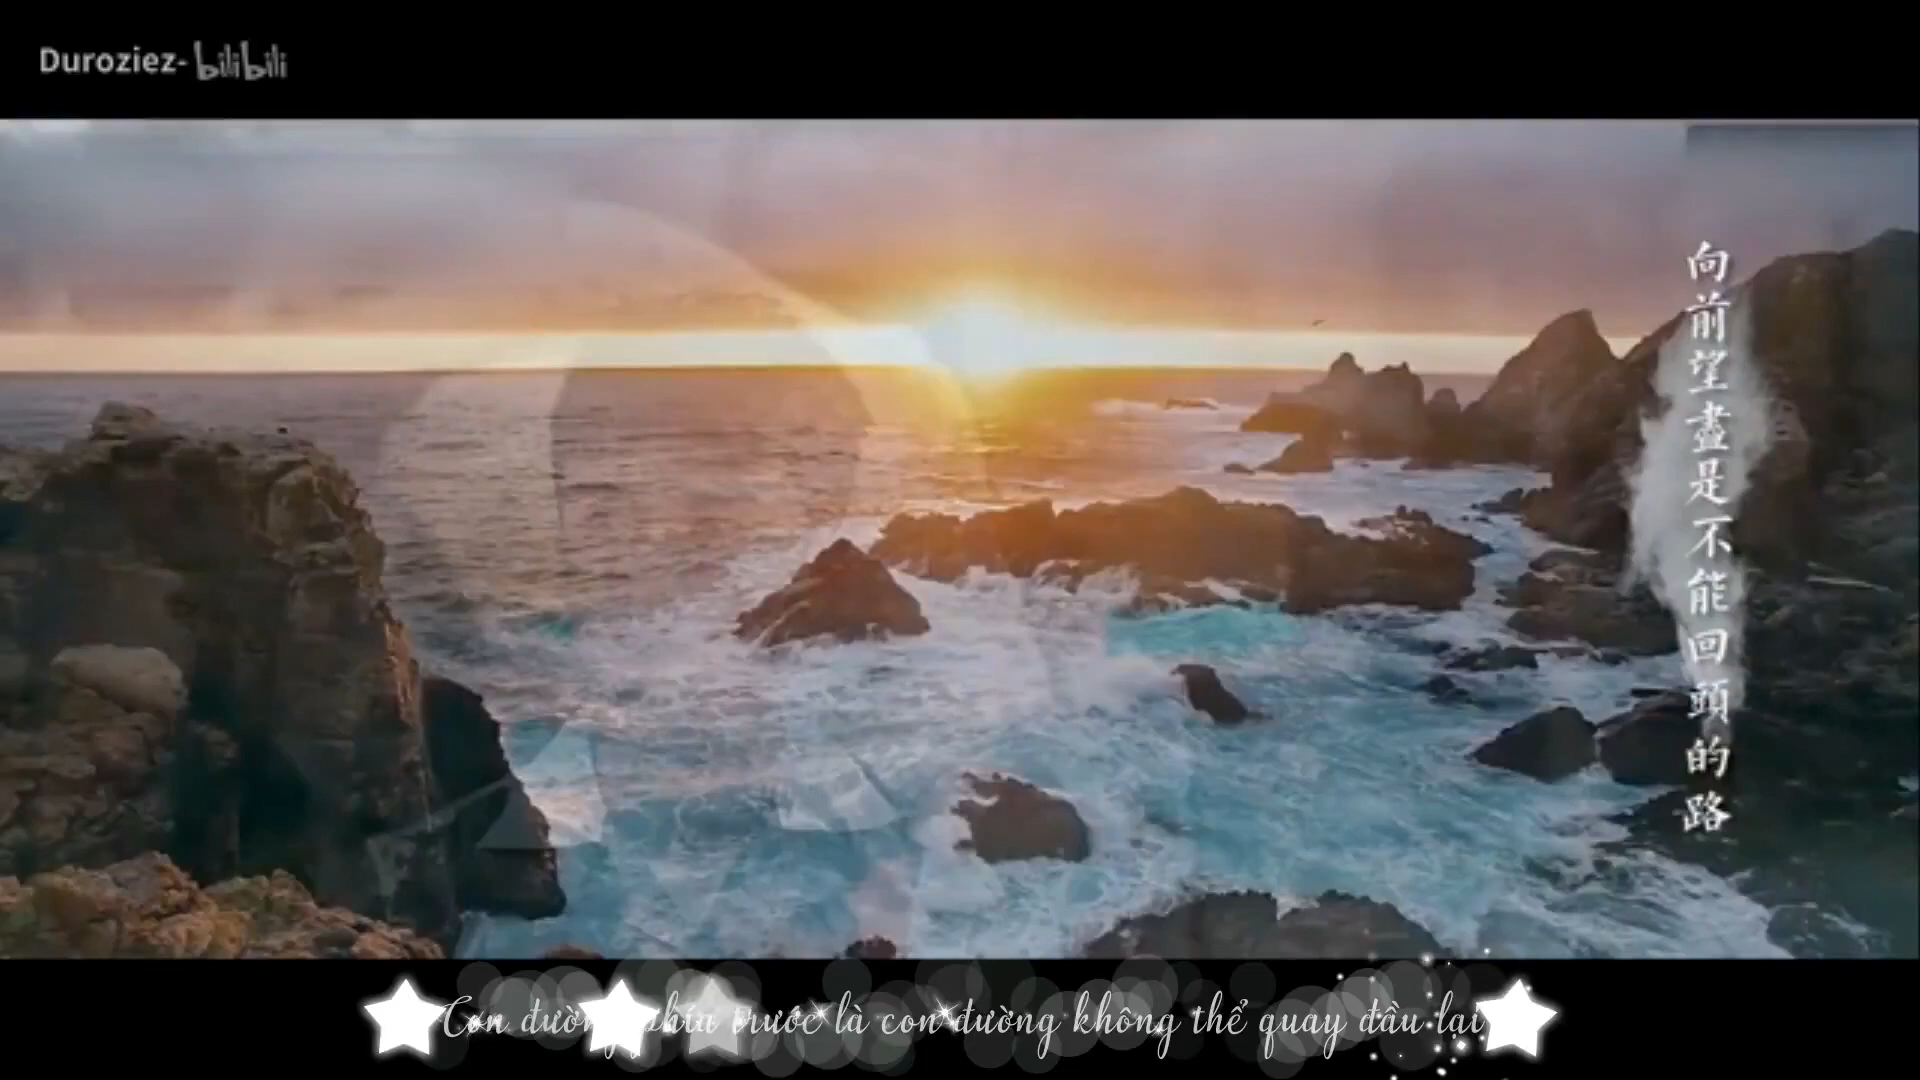 Duroziez- bilibili
向前望盡是不能回頭的路
Con đường phía trước là con đường không thể quay đầu lại